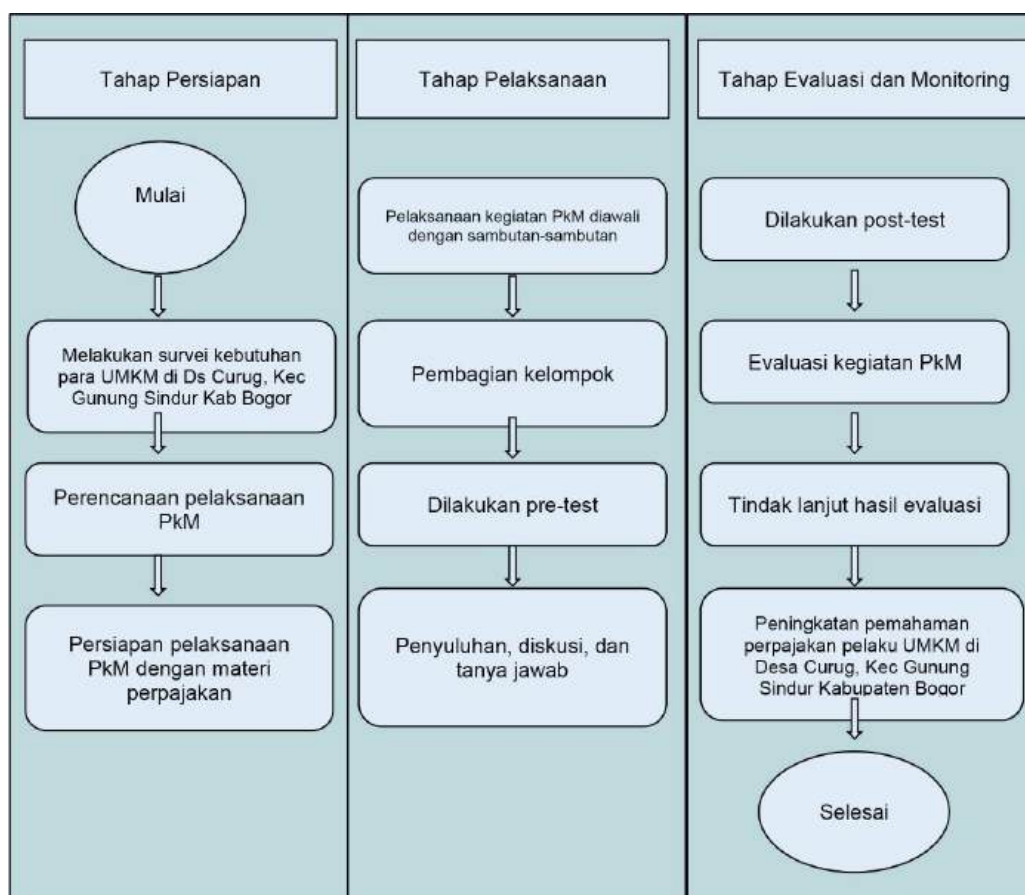 Tahap Persiapan
Mulai
Melakukan survei kebutuhan
para UMKM di Ds Curug, Kec
Gunung Sindur Kab Bogor
Perencanaan pelaksanaan
PkM
Persiapan pelaksanaan
PkM dengan materi
perpajakan
Tahap Pelaksanaan
Pelaksanaan kegiatan PkM diawali
dengan sambutan-sambutan
Pembagian kelompok
Dilakukan pre-test
Penyuluhan, diskusi, dan
tanya jawab
Tahap Evaluasi dan Monitoring
Dilakukan post-test
Evaluasi kegiatan PkM
Tindak lanjut hasil evaluasi
Peningkatan pemahaman
perpajakan pelaku UMKM di
Desa Curug, Kec Gunung
Sindur Kabupaten Bogor
Selesai